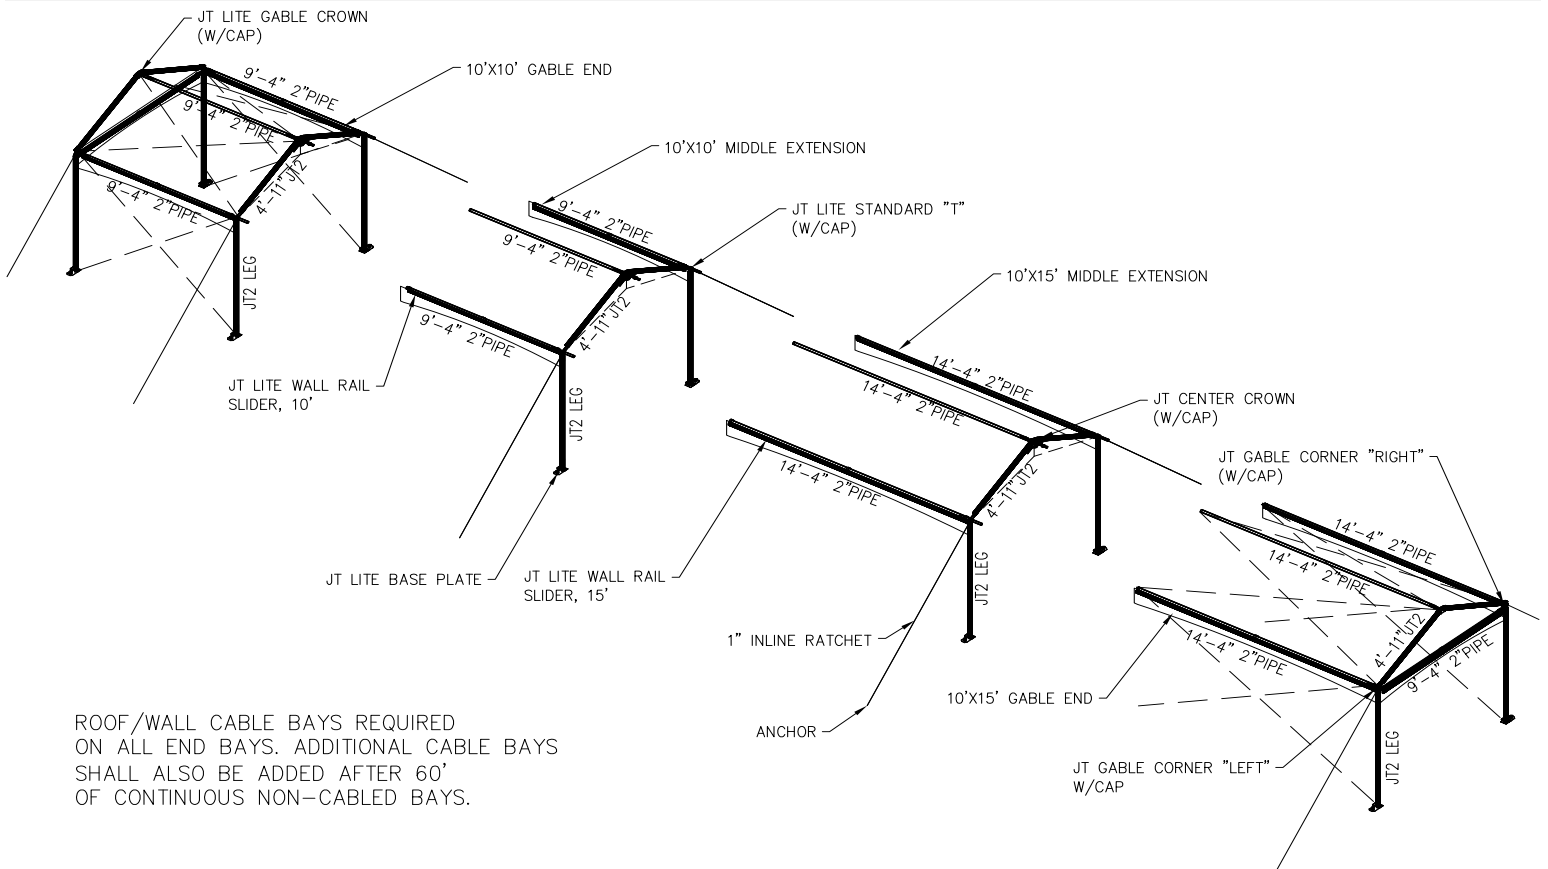 JT LITE GABLE CROWN
(W/CAP)
9'-4" 2"PIPE
10'X10' GABLE END
9'-4" 2"PIPE
9'-4" 2"PIPE
4'-11" JT2
JT2 LEG
10'X10' MIDDLE EXTENSION
9'-4" 2"PIPE
JT LITE STANDARD "T"
(W/CAP)
9'-4" 2"PIPE
9'-4" 2"PIPE
4'-11" JT2
JT2 LEG
JT LITE WALL RAIL
SLIDER, 10'
10'X15' MIDDLE EXTENSION
14'-4" 2"PIPE
14'-4" 2"PIPE
JT CENTER CROWN
(W/CAP)
14'-4" 2"PIPE
4'-11" JT2
JT2 LEG
JT GABLE CORNER "RIGHT"
(W/CAP)
JT LITE BASE PLATE
JT LITE WALL RAIL
SLIDER, 15'
14'-4" 2"PIPE
14'-4" 2"PIPE
14'-4" 2"PIPE
4'-11" JT2
9'-4" 2"PIPE
JT2 LEG
1" INLINE RATCHET
10'X15' GABLE END
ANCHOR
JT GABLE CORNER "LEFT"
W/CAP
ROOF/WALL CABLE BAYS REQUIRED
ON ALL END BAYS. ADDITIONAL CABLE BAYS
SHALL ALSO BE ADDED AFTER 60'
OF CONTINUOUS NON-CABLED BAYS.